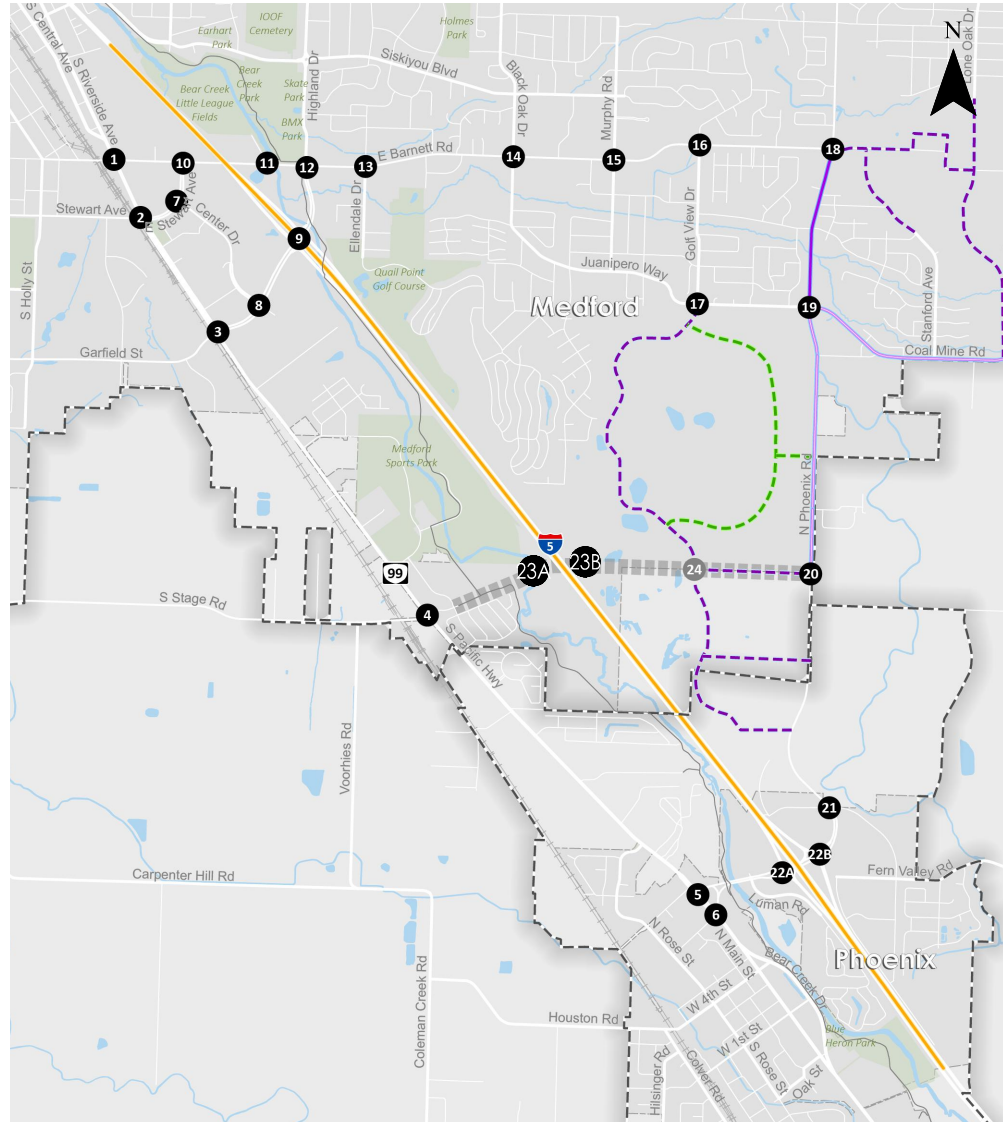 S Central Ave
S Riverside Ave
Earhart
Park
IOOF
Cemetery
Holmes
Park
N
Lone Oak Dr
Siskiyou Blvd
Highland Dr
Black Oak Dr
Murphy Rd
Bear
Creek
Park
Skate
Park
Bear Creek
Little League
Fields
BMX
Park
1
10
11
12
13
E Barnett Rd
14
15
16
18
Stewart Ave
2
7
E Stewart Ave
Center Dr
Ellendale Dr
9
Golf View Dr
S Holly St
Quail Point
Golf Course
Juanipero Way
Medford
17
19
Stanford Ave
8
3
Garfield St
Coal Mine Rd
Medford
Sports Park
N Phoenix Rd
5
23A
23B
24
20
99
S Stage Rd
4
S Pacific Hwy
Voorhies Rd
21
22B
22A
Fern Valley Rd
Carpenter Hill Rd
5
6
Luman Rd
N Rose St
N Main St
Phoenix
Bear Creek Dr
Coleman Creek Rd
W 4th St
Houston Rd
W 1st St
Blue
Heron Park
S Rose St
Oak St
Hilsinger Rd
Colver Rd